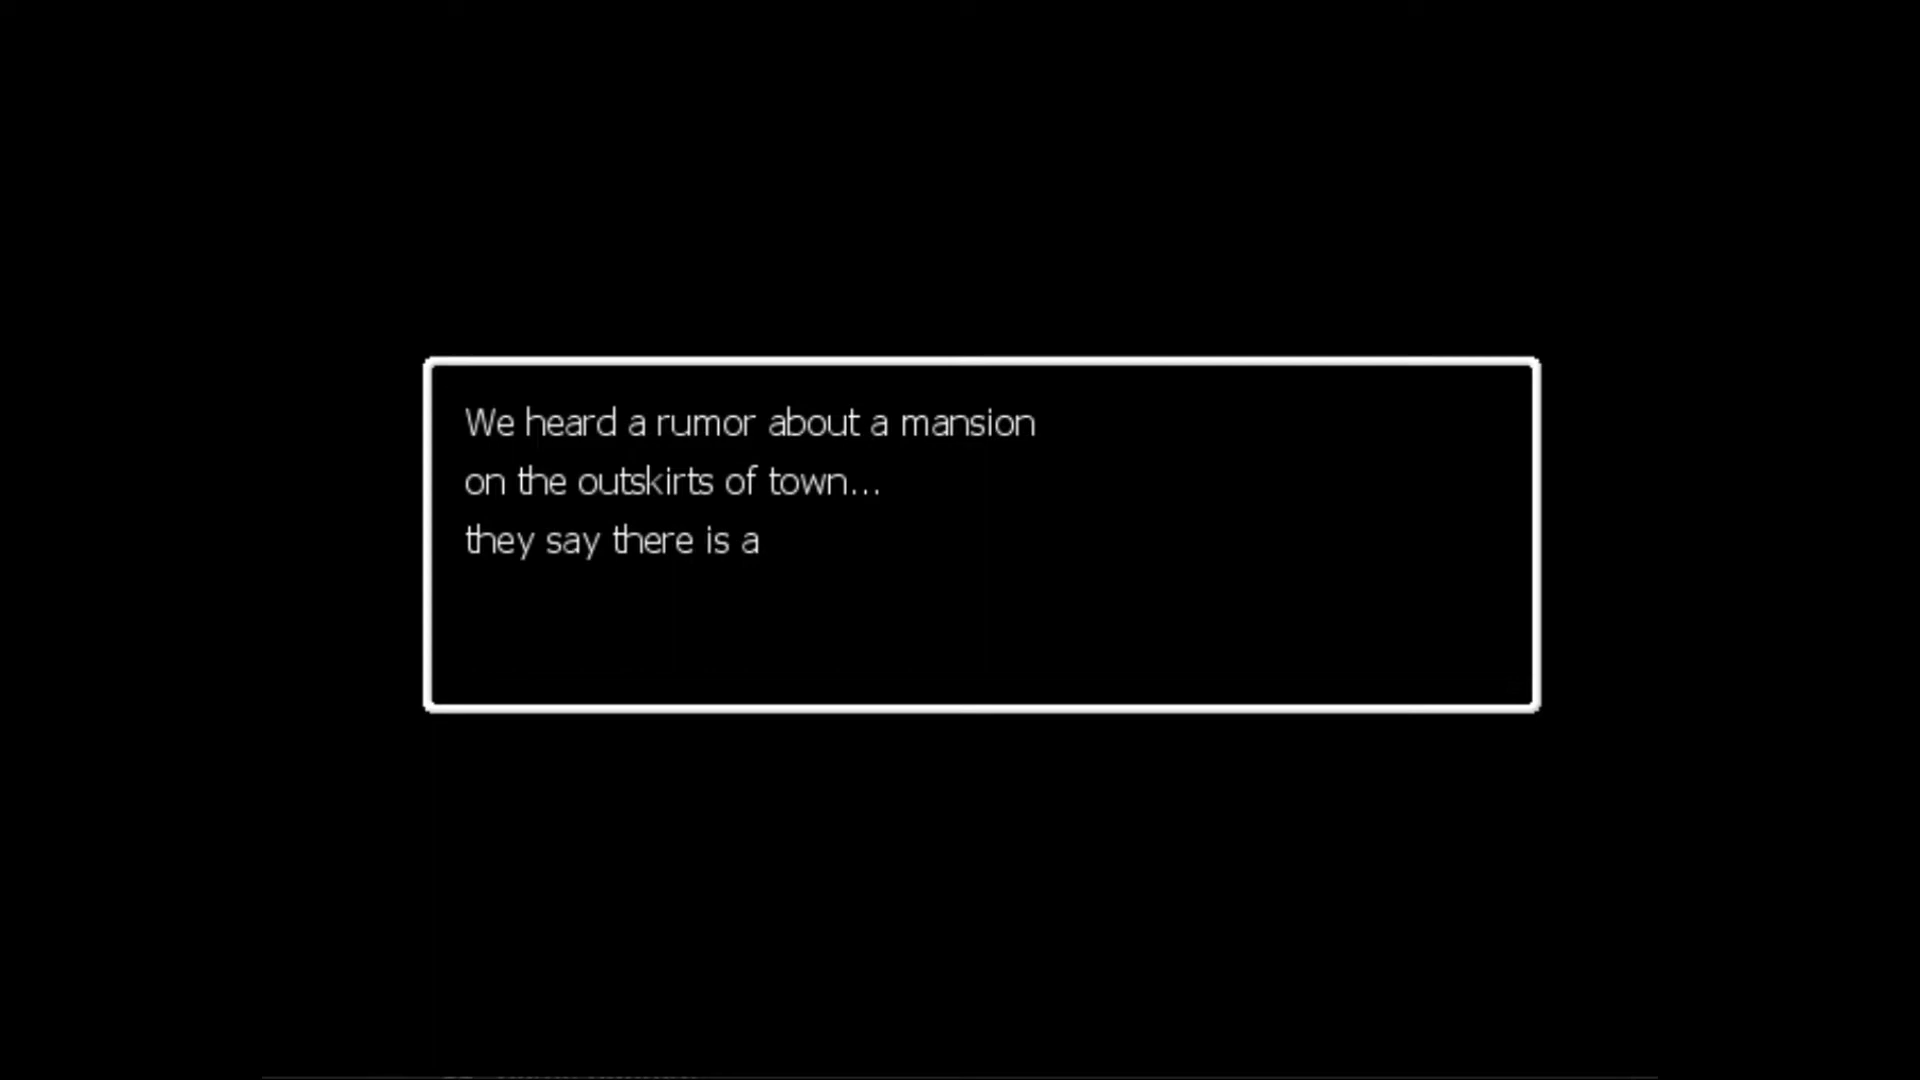 We heard a rumor about a mansion
on the outskirts of town...
they say there is a